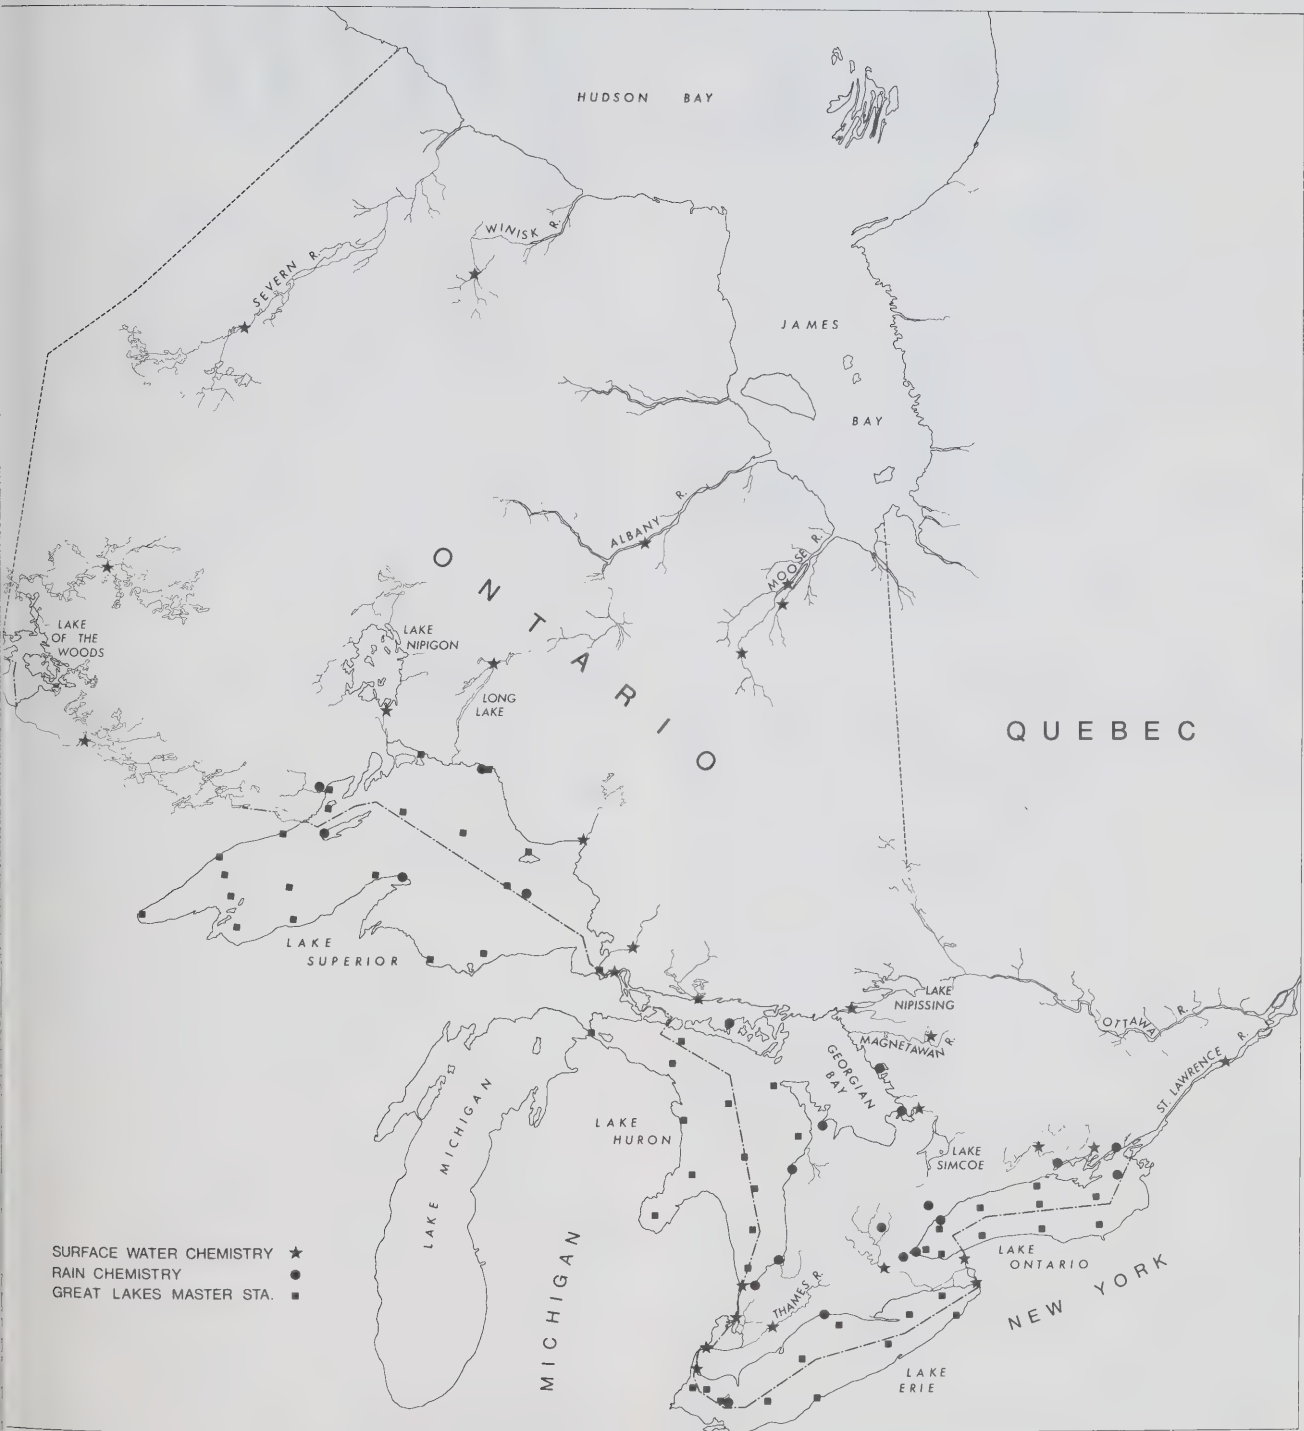 HUDSON BAY
WINISK R.
SEVERN R.
JAMES
BAY
ALBANY R.
MOOSE R.
ONTARIO
LAKE
OF THE
WOODS
LAKE
NIPIGON
LONG
LAKE
QUEBEC
LAKE
SUPERIOR
LAKE
NIPISSING
OTTAWA R.
MAGNETAWAN R.
GEORGIAN
BAY
ST. LAWRENCE R.
LAKE MICHIGAN
LAKE
HURON
LAKE
SIMCOE
SURFACE WATER CHEMISTRY
RAIN CHEMISTRY
GREAT LAKES MASTER STA.
MICHIGAN
THAMES R.
LAKE
ONTARIO
NEW YORK
LAKE
ERIE